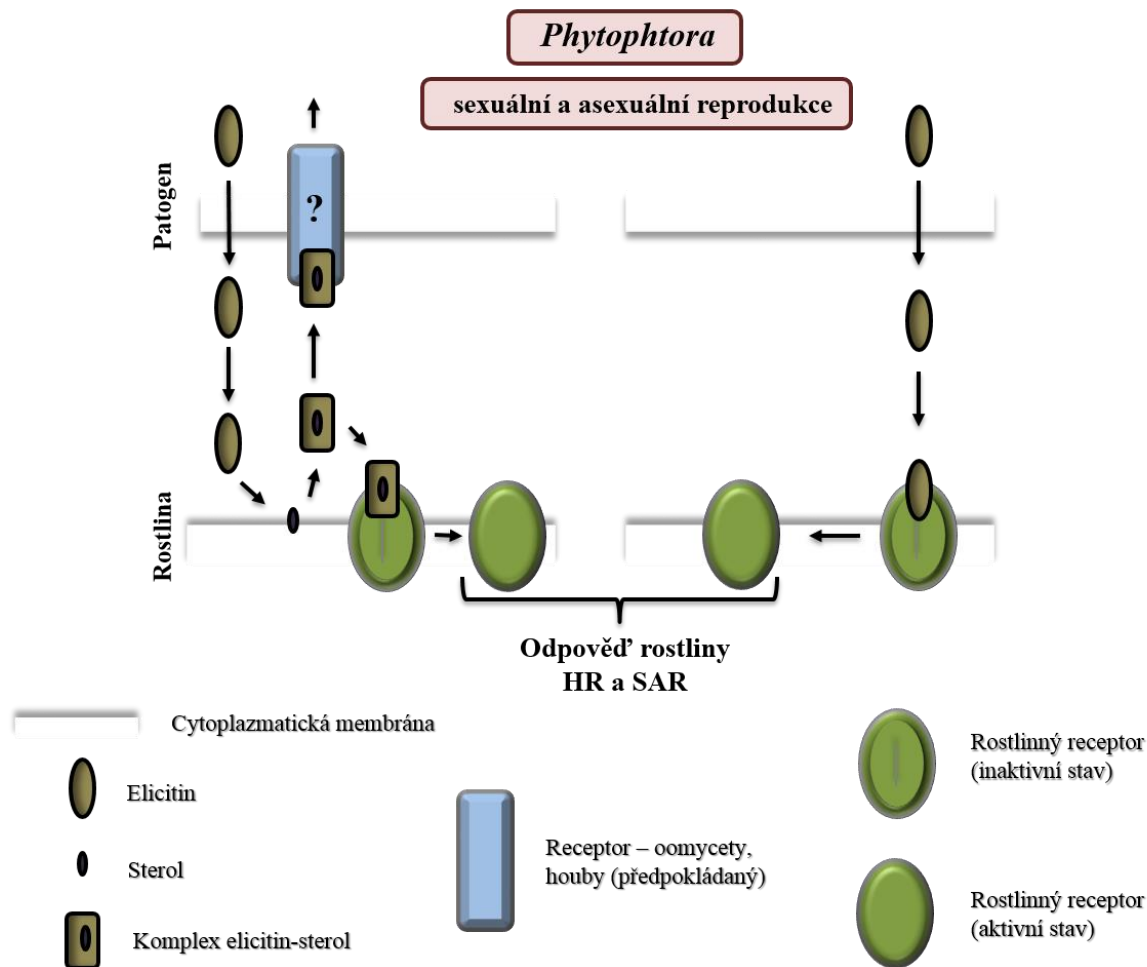 Phytophtora
sexuální a asexuální reprodukce
Patogen
?
Rostlina
Odpověď rostliny
HR a SAR
Cytoplazmatická membrána
Elicitin
Sterol
Komplex elicitin-sterol
Receptor – oomycety,
houby (předpokládaný)
Rostlinný receptor
(inaktivní stav)
Rostlinný receptor
(aktivní stav)